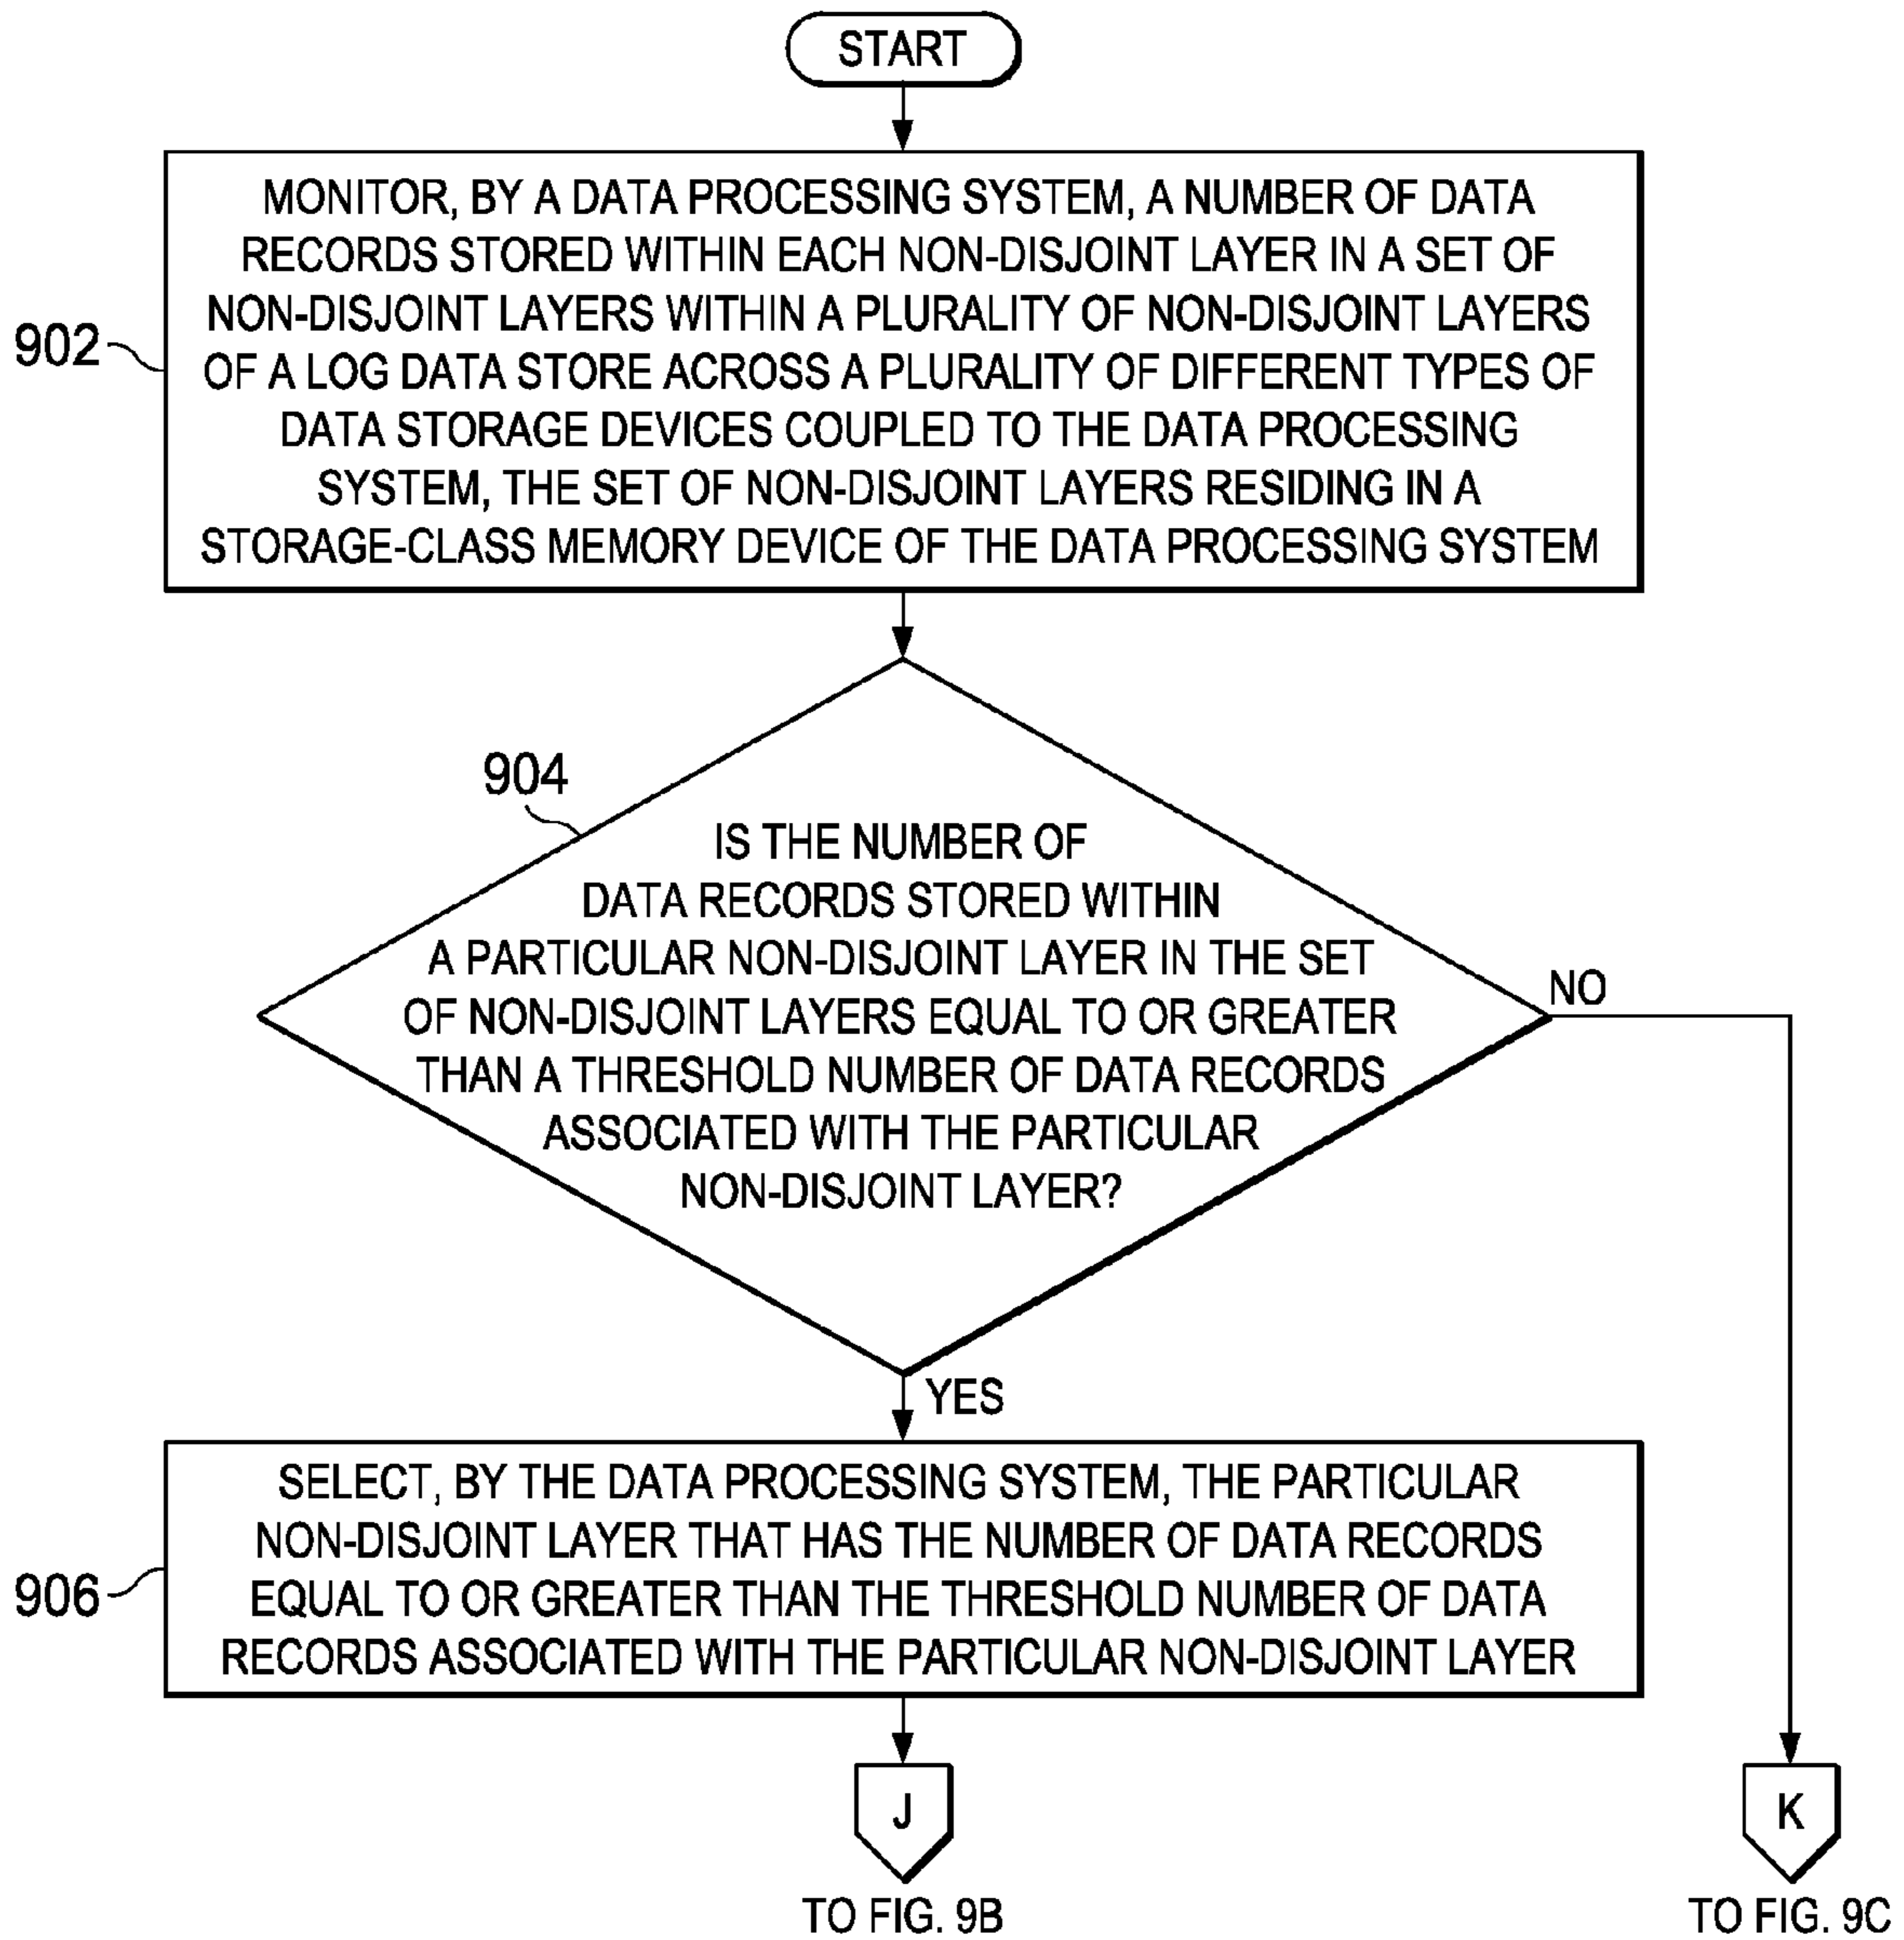 START
MONITOR, BY A DATA PROCESSING SYSTEM, A NUMBER OF DATA
RECORDS STORED WITHIN EACH NON-DISJOINT LAYER IN A SET OF
NON-DISJOINT LAYERS WITHIN A PLURALITY OF NON-DISJOINT LAYERS
OF A LOG DATA STORE ACROSS A PLURALITY OF DIFFERENT TYPES OF
DATA STORAGE DEVICES COUPLED TO THE DATA PROCESSING
SYSTEM, THE SET OF NON-DISJOINT LAYERS RESIDING IN A
STORAGE-CLASS MEMORY DEVICE OF THE DATA PROCESSING SYSTEM
902
904
IS THE NUMBER OF
DATA RECORDS STORED WITHIN
A PARTICULAR NON-DISJOINT LAYER IN THE SET
OF NON-DISJOINT LAYERS EQUAL TO OR GREATER
THAN A THRESHOLD NUMBER OF DATA RECORDS
ASSOCIATED WITH THE PARTICULAR
NON-DISJOINT LAYER?
NO
YES
SELECT, BY THE DATA PROCESSING SYSTEM, THE PARTICULAR
NON-DISJOINT LAYER THAT HAS THE NUMBER OF DATA RECORDS
EQUAL TO OR GREATER THAN THE THRESHOLD NUMBER OF DATA
RECORDS ASSOCIATED WITH THE PARTICULAR NON-DISJOINT LAYER
906
J
TO FIG. 9B
K
TO FIG. 9C